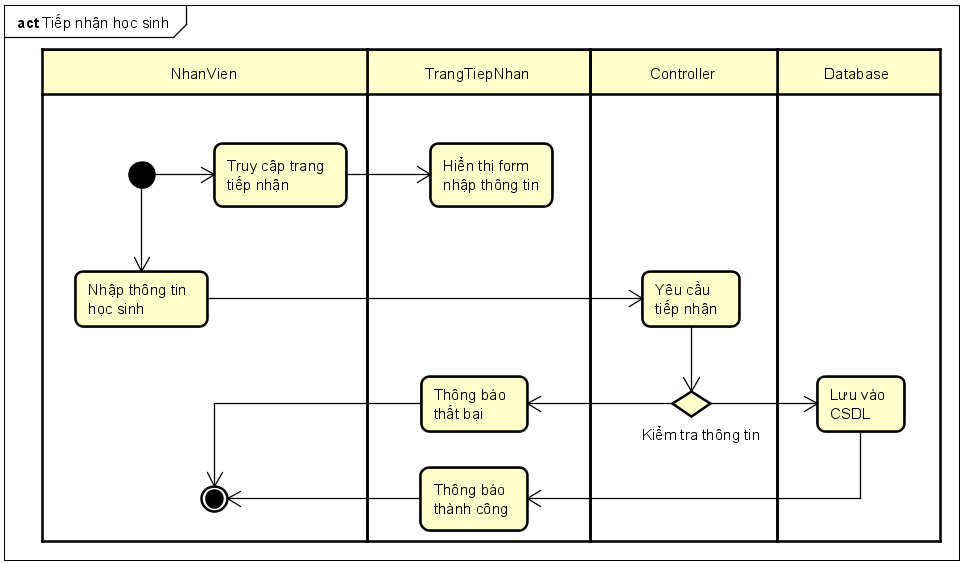 act Tiếp nhận học sinh
NhanVien
TrangTiepNhan
Controller
Database
Truy cập trang
tiếp nhận
Hiển thị form
nhập thông tin
Nhập thông tin
học sinh
Yêu cầu
tiếp nhận
Thông báo
thất bại
Lưu vào
CSDL
Kiểm tra thông tin
Thông báo
thành công